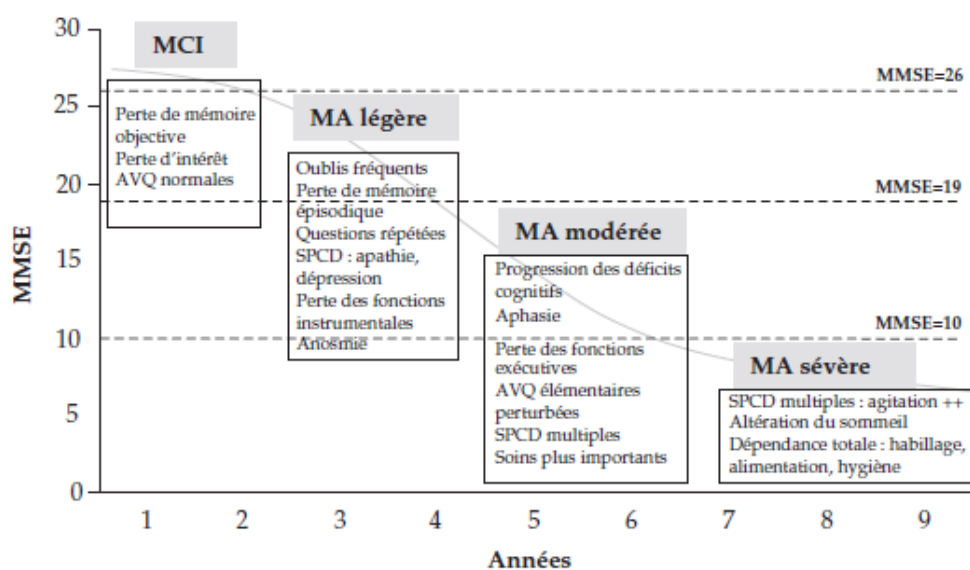 30
25
20
15
10
5
0
MMSE
MCI
Perte de mémoire
objective
Perte d'intérêt
AVQ normales
MMSE=26
MA légère
Oublis fréquents
Perte de mémoire
épisodique
Questions répétées
SPCD : apathie,
dépression
Perte des fonctions
instrumentales
Anosmie
MMSE=19
MA modérée
Progression des déficits
cognitifs
Aphasie
Perte des fonctions
exécutives
AVQ élémentaires
perturbées
SPCD multiples
Soins plus importants
MMSE=10
MA sévère
SPCD multiples : agitation ++
Altération du sommeil
Dépendance totale : habillage,
alimentation, hygiène
1 2 3 4 5 6 7 8 9
Années